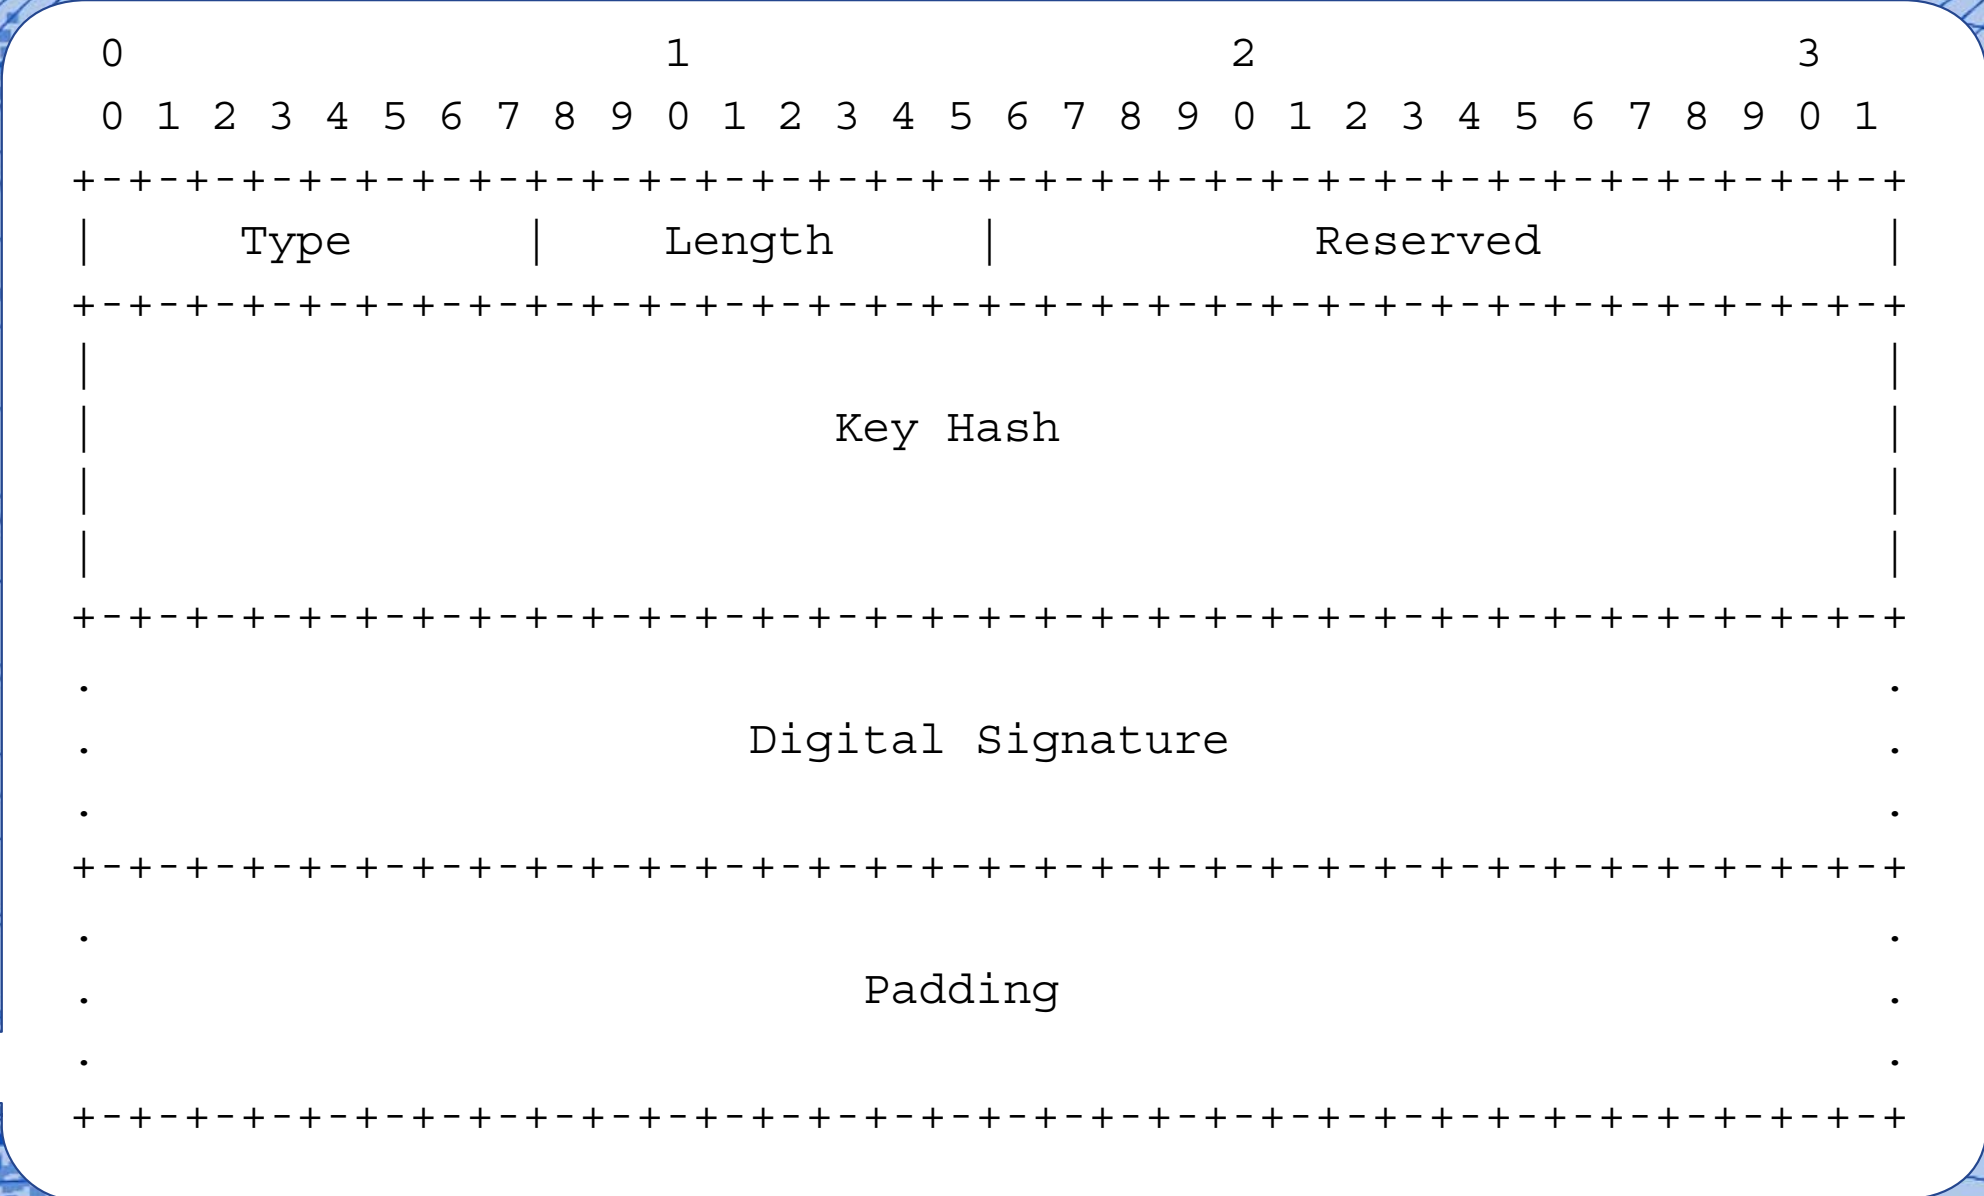 0                   1                   2                   3
 0 1 2 3 4 5 6 7 8 9 0 1 2 3 4 5 6 7 8 9 0 1 2 3 4 5 6 7 8 9 0 1
+-+-+-+-+-+-+-+-+-+-+-+-+-+-+-+-+-+-+-+-+-+-+-+-+-+-+-+-+-+-+-+-+
|     Type      |    Length     |           Reserved            |
+-+-+-+-+-+-+-+-+-+-+-+-+-+-+-+-+-+-+-+-+-+-+-+-+-+-+-+-+-+-+-+-+
|                                                               |
|                          Key Hash                             |
|                                                               |
|                                                               |
+-+-+-+-+-+-+-+-+-+-+-+-+-+-+-+-+-+-+-+-+-+-+-+-+-+-+-+-+-+-+-+-+
.                                                               .
.                       Digital Signature                       .
.                                                               .
+-+-+-+-+-+-+-+-+-+-+-+-+-+-+-+-+-+-+-+-+-+-+-+-+-+-+-+-+-+-+-+-+
.                                                               .
.                           Padding                             .
.                                                               .
+-+-+-+-+-+-+-+-+-+-+-+-+-+-+-+-+-+-+-+-+-+-+-+-+-+-+-+-+-+-+-+-+